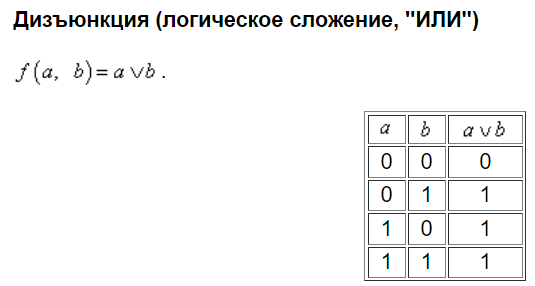 Дизъюнкция (логическое сложение, "ИЛИ")
f(a, b)= a ∨b .
a b a ∨ b
0 0 0
0 1 1
1 0 1
1 1 1